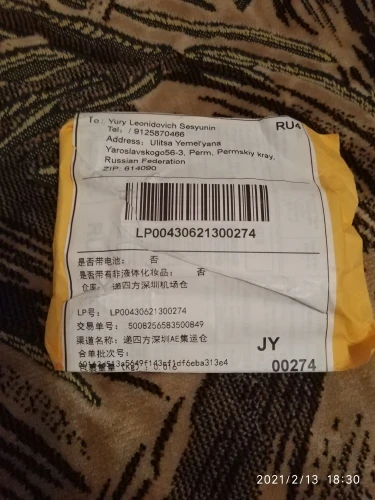 To: Yury Leonidovich Sesyunin
RU4
Tel: / 9125870466
Address: Ulitsa Yemel'yana
Yaroslavskogo56-3, Perm, Permskiy kray,
Russian Federation
ZIP: 614090
LP00430621300274
是否带电池: 否
是否带有非液体化妆品: 否
仓库: 递四方深圳机场仓
LP号: LP00430621300274
交易单号: 5008256583500849
渠道名称: 递四方深圳AE集运仓
合单批次号:
JY
00274
2021/2/13 18:30